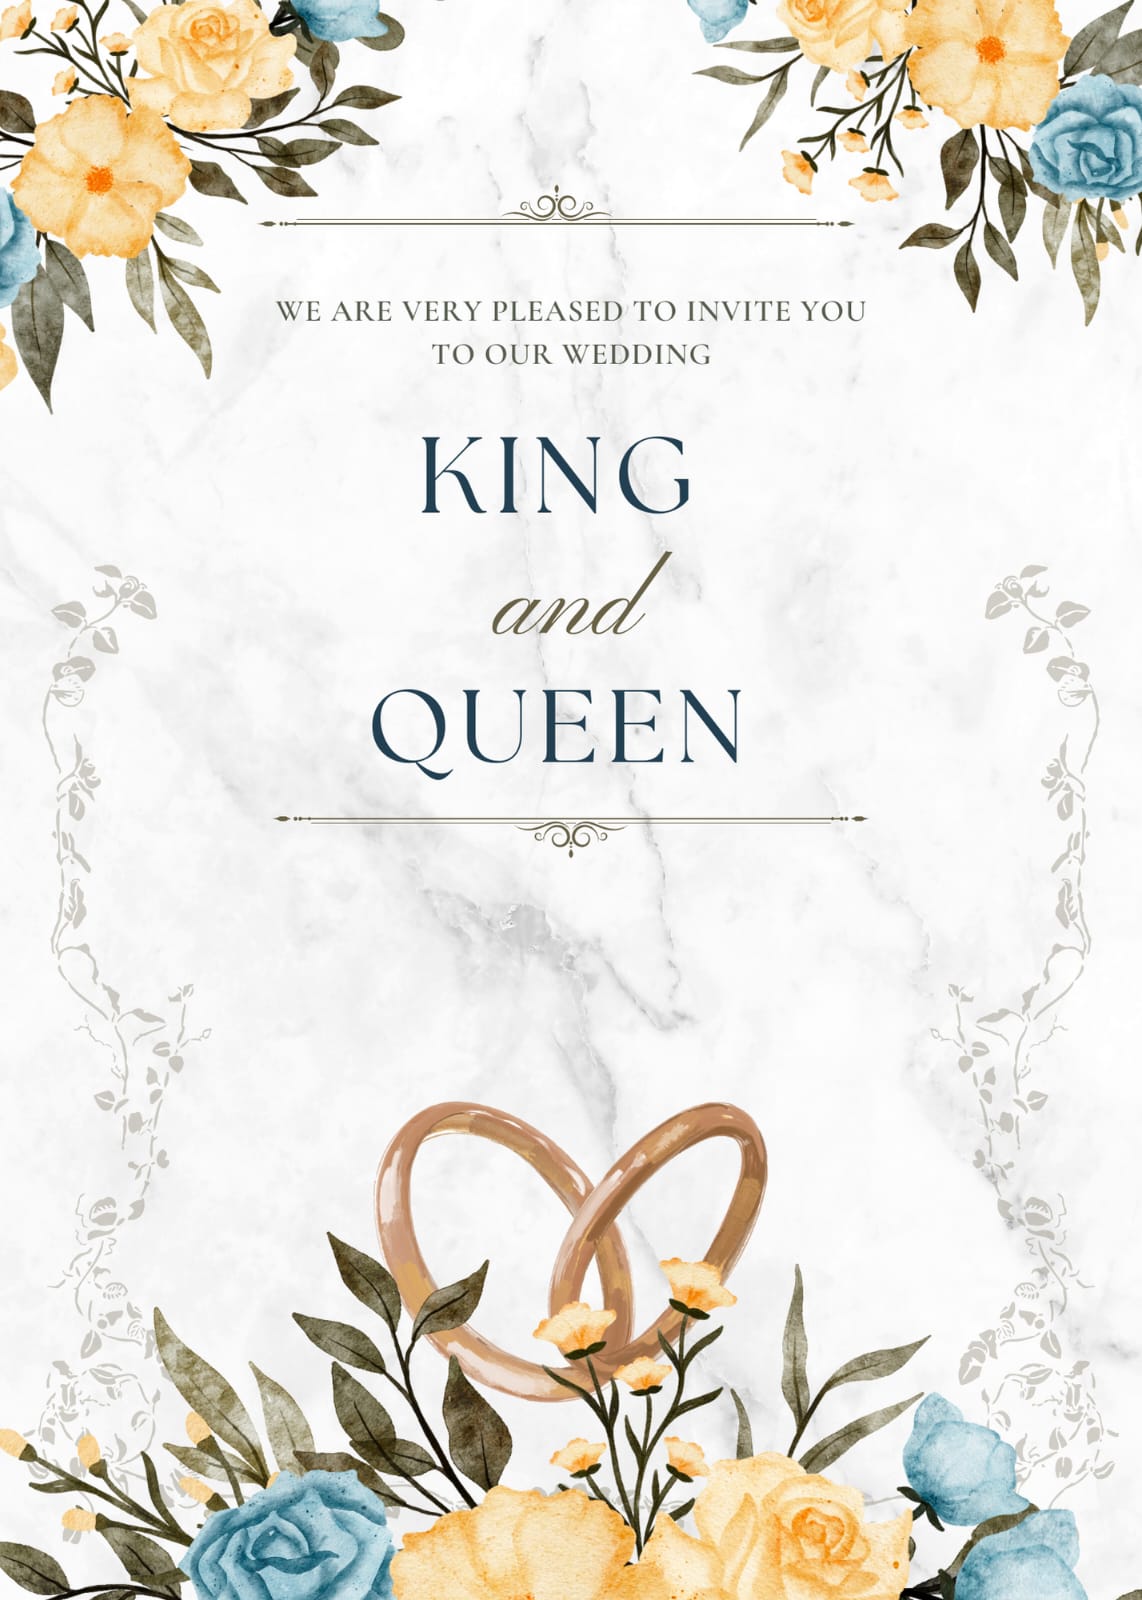 WE ARE VERY PLEASED TO INVITE YOU
TO OUR WEDDING
KING
and
QUEEN